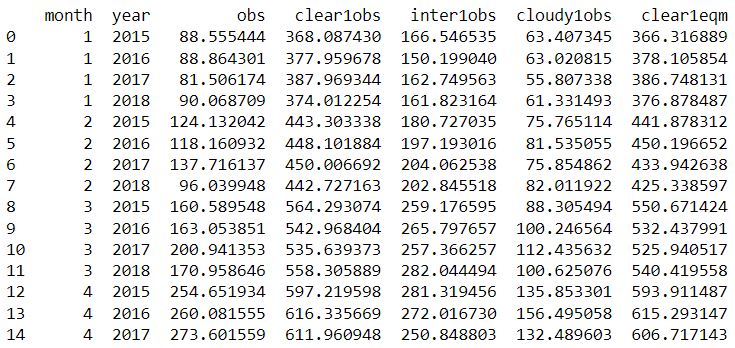 month year obs clear1obs inter1obs cloudy1obs clear1eqm
0 1 2015 88.555444 368.087430 166.546535 63.407345 366.316889
1 1 2016 88.864301 377.959678 150.199040 63.020815 378.105854
2 1 2017 81.506174 387.969344 162.749563 55.807338 386.748131
3 1 2018 90.068709 374.012254 161.823164 61.331493 376.878487
4 2 2015 124.132042 443.303338 180.727035 75.765114 441.878312
5 2 2016 118.160932 448.101884 197.193016 81.535055 450.196652
6 2 2017 137.716137 450.006692 204.062538 75.854862 433.942638
7 2 2018 96.039948 442.727163 202.845518 82.011922 425.338597
8 3 2015 160.589548 564.293074 259.176595 88.305494 550.671424
9 3 2016 163.053851 542.968404 265.797657 100.246564 532.437991
10 3 2017 200.941353 535.639373 257.366257 112.435632 525.940517
11 3 2018 170.958646 558.305889 282.044494 100.625076 540.419558
12 4 2015 254.651934 597.219598 281.319456 135.853301 593.911487
13 4 2016 260.081555 616.335669 272.016730 156.495058 615.293147
14 4 2017 273.601559 611.960948 250.848803 132.489603 606.717143